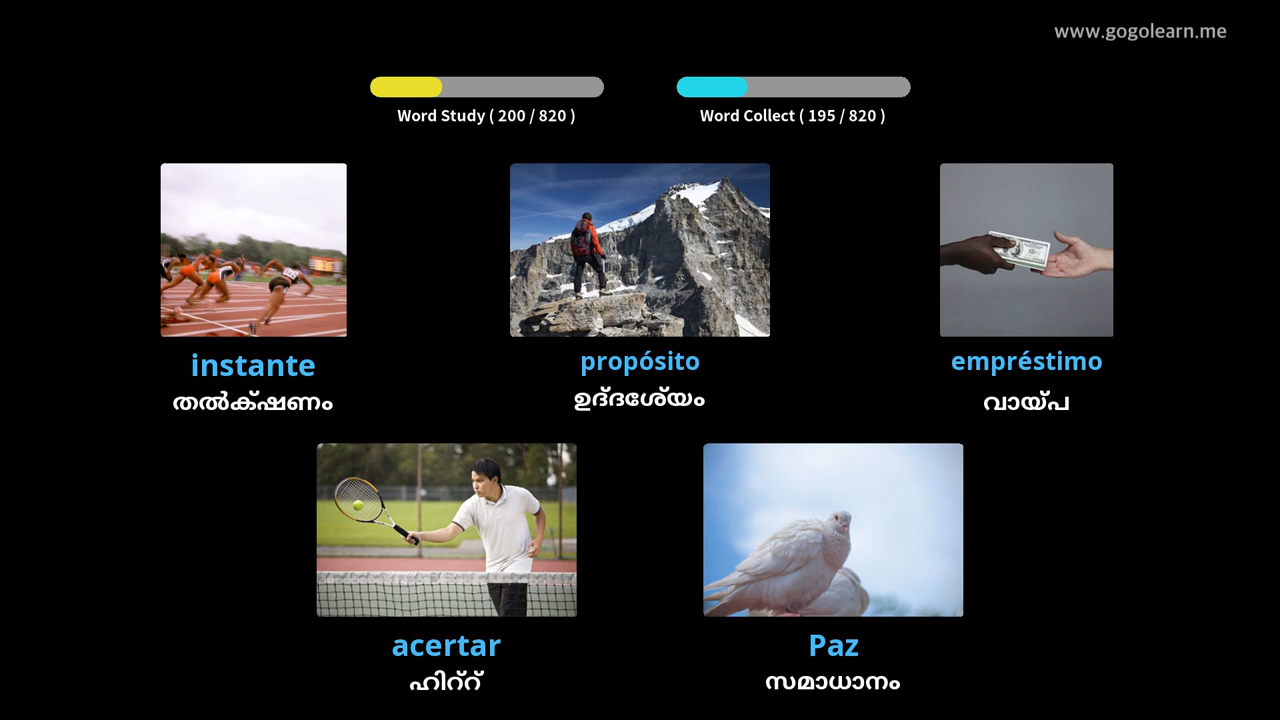 www.gogolearn.me
Word Study ( 200 / 820 )
Word Collect ( 195 / 820 )
instante
propósito
empréstimo
തൽക്ഷണം
ഉദ്ദേശ്യം
വായ്പ
acertar
Paz
ഹിറ്റ്
സമാധാനം